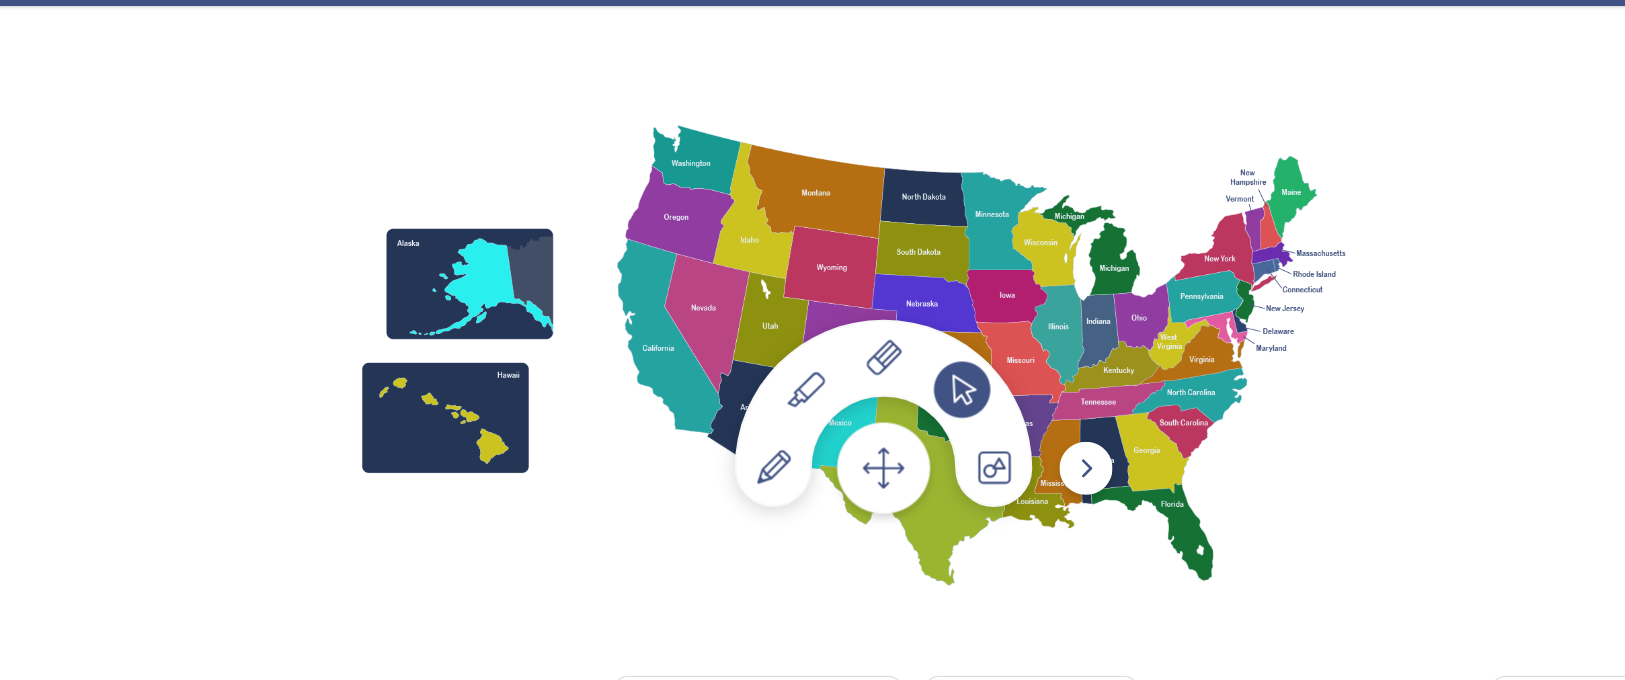 Washington
Montana
North Dakota
Minnesota
Michigan
New
Hampshire
Vermont
Maine
Oregon
Idaho
Wisconsin
South Dakota
Alaska
Wyoming
Michigan
New York
Massachusetts
Rhode Island
Connecticut
Nevada
Nebraska
Iowa
Pennsylvania
New Jersey
Utah
Illinois
Indiana
Ohio
Delaware
California
Missouri
West
Virginia
Virginia
Maryland
Kentucky
Hawaii
Tennessee
North Carolina
Mexico
South Carolina
Georgia
Louisiana
Florida